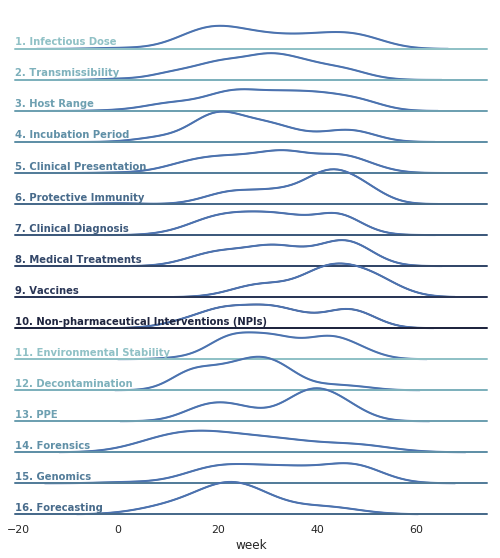 1. Infectious Dose
2. Transmissibility
3. Host Range
4. Incubation Period
5. Clinical Presentation
6. Protective Immunity
7. Clinical Diagnosis
8. Medical Treatments
9. Vaccines
10. Non-pharmaceutical Interventions (NPIs)
11. Environmental Stability
12. Decontamination
13. PPE
14. Forensics
15. Genomics
16. Forecasting
−20 0 20 40 60
week